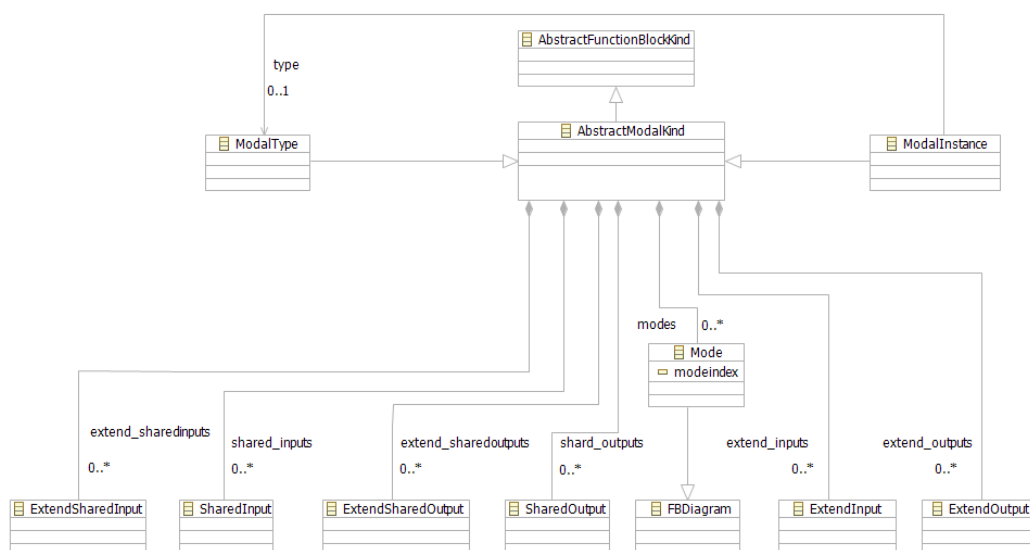 AbstractFunctionBlockKind
type
0..1
AbstractModalKind
ModalType
ModalInstance
modes
0..*
Mode
modeindex
extend_sharedinputs
shared_inputs
extend_sharedoutputs
shard_outputs
extend_inputs
extend_outputs
0..*
0..*
0..*
0..*
0..*
0..*
ExtendSharedInput
SharedInput
ExtendSharedOutput
SharedOutput
FBDiagram
ExtendInput
ExtendOutput